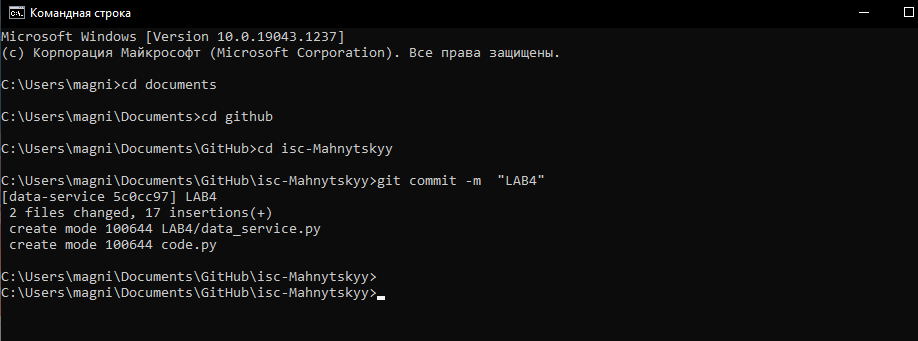 Командная строка
Microsoft Windows [Version 10.0.19043.1237]
(c) Корпорация Майкрософт (Microsoft Corporation). Все права защищены.
C:\Users\magni>cd documents
C:\Users\magni\Documents>cd github
C:\Users\magni\Documents\GitHub>cd isc-Mahnytskyy
C:\Users\magni\Documents\GitHub\isc-Mahnytskyy>git commit -m  "LAB4"
[data-service 5c0cc97] LAB4
 2 files changed, 17 insertions(+)
 create mode 100644 LAB4/data_service.py
 create mode 100644 code.py
C:\Users\magni\Documents\GitHub\isc-Mahnytskyy>
C:\Users\magni\Documents\GitHub\isc-Mahnytskyy>